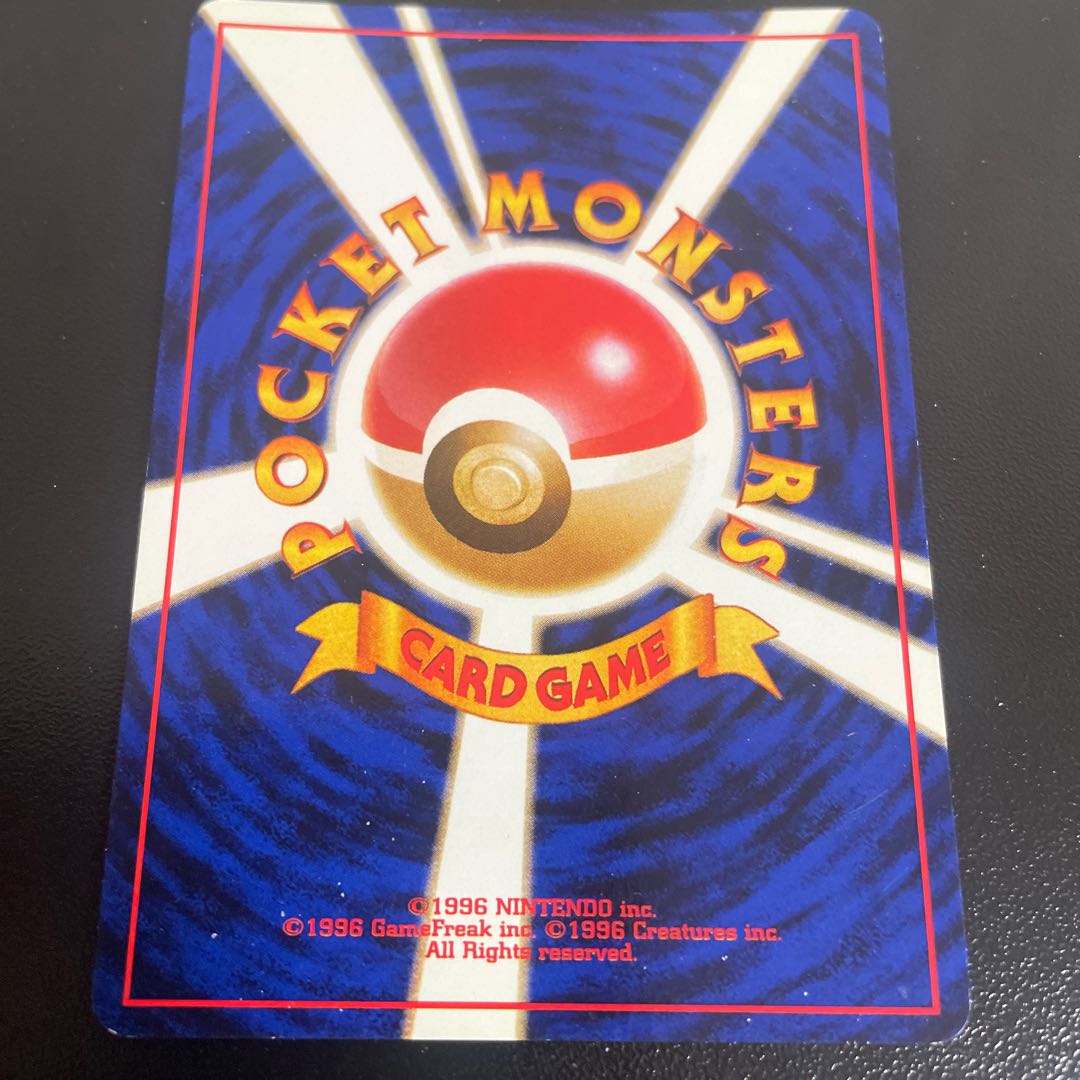 POCKET MONSTERS
CARD GAME
©1996 NINTENDO inc.
©1996 GameFreak inc. ©1996 Creatures inc.
All Rights reserved.